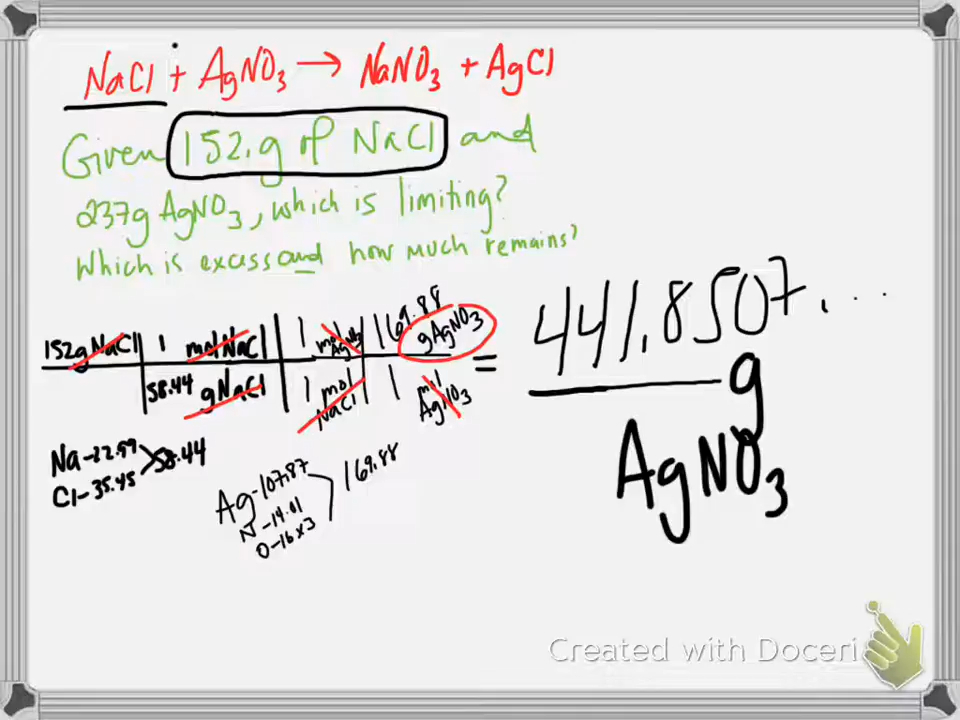 NaCl + AgNO3 → NaNO3 + AgCl
Given 152.g of NaCl and
237g AgNO3, which is limiting?
Which is excess and how much remains?
152g NaCl | 1 mol NaCl | 1 mol AgNO3 | 169.88 g AgNO3 = 441.8507... g AgNO3
58.44 g NaCl | 1 mol NaCl | 1 mol AgNO3
Na-22.99
Cl-35.45
58.44
Ag-107.87
N-14.01
O-16x3
169.88
Created with Doceri